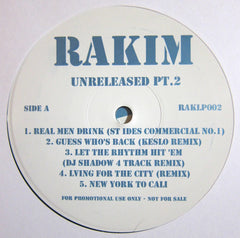 RAKIM
UNRELEASED PT.2
SIDE A
RAKLP002
1. REAL MEN DRINK (ST IDES COMMERCIAL NO.1)
2. GUESS WHO'S BACK (KESLO REMIX)
3. LET THE RHYTHM HIT 'EM
(DJ SHADOW 4 TRACK REMIX)
4. LVING FOR THE CITY (REMIX)
5. NEW YORK TO CALI
FOR PROMOTIONAL USE ONLY - NOT FOR SALE